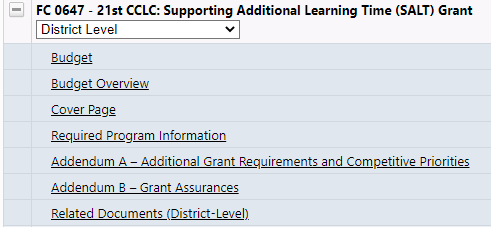 FC 0647 - 21st CCLC: Supporting Additional Learning Time (SALT) Grant
District Level
Budget
Budget Overview
Cover Page
Required Program Information
Addendum A – Additional Grant Requirements and Competitive Priorities
Addendum B – Grant Assurances
Related Documents (District-Level)